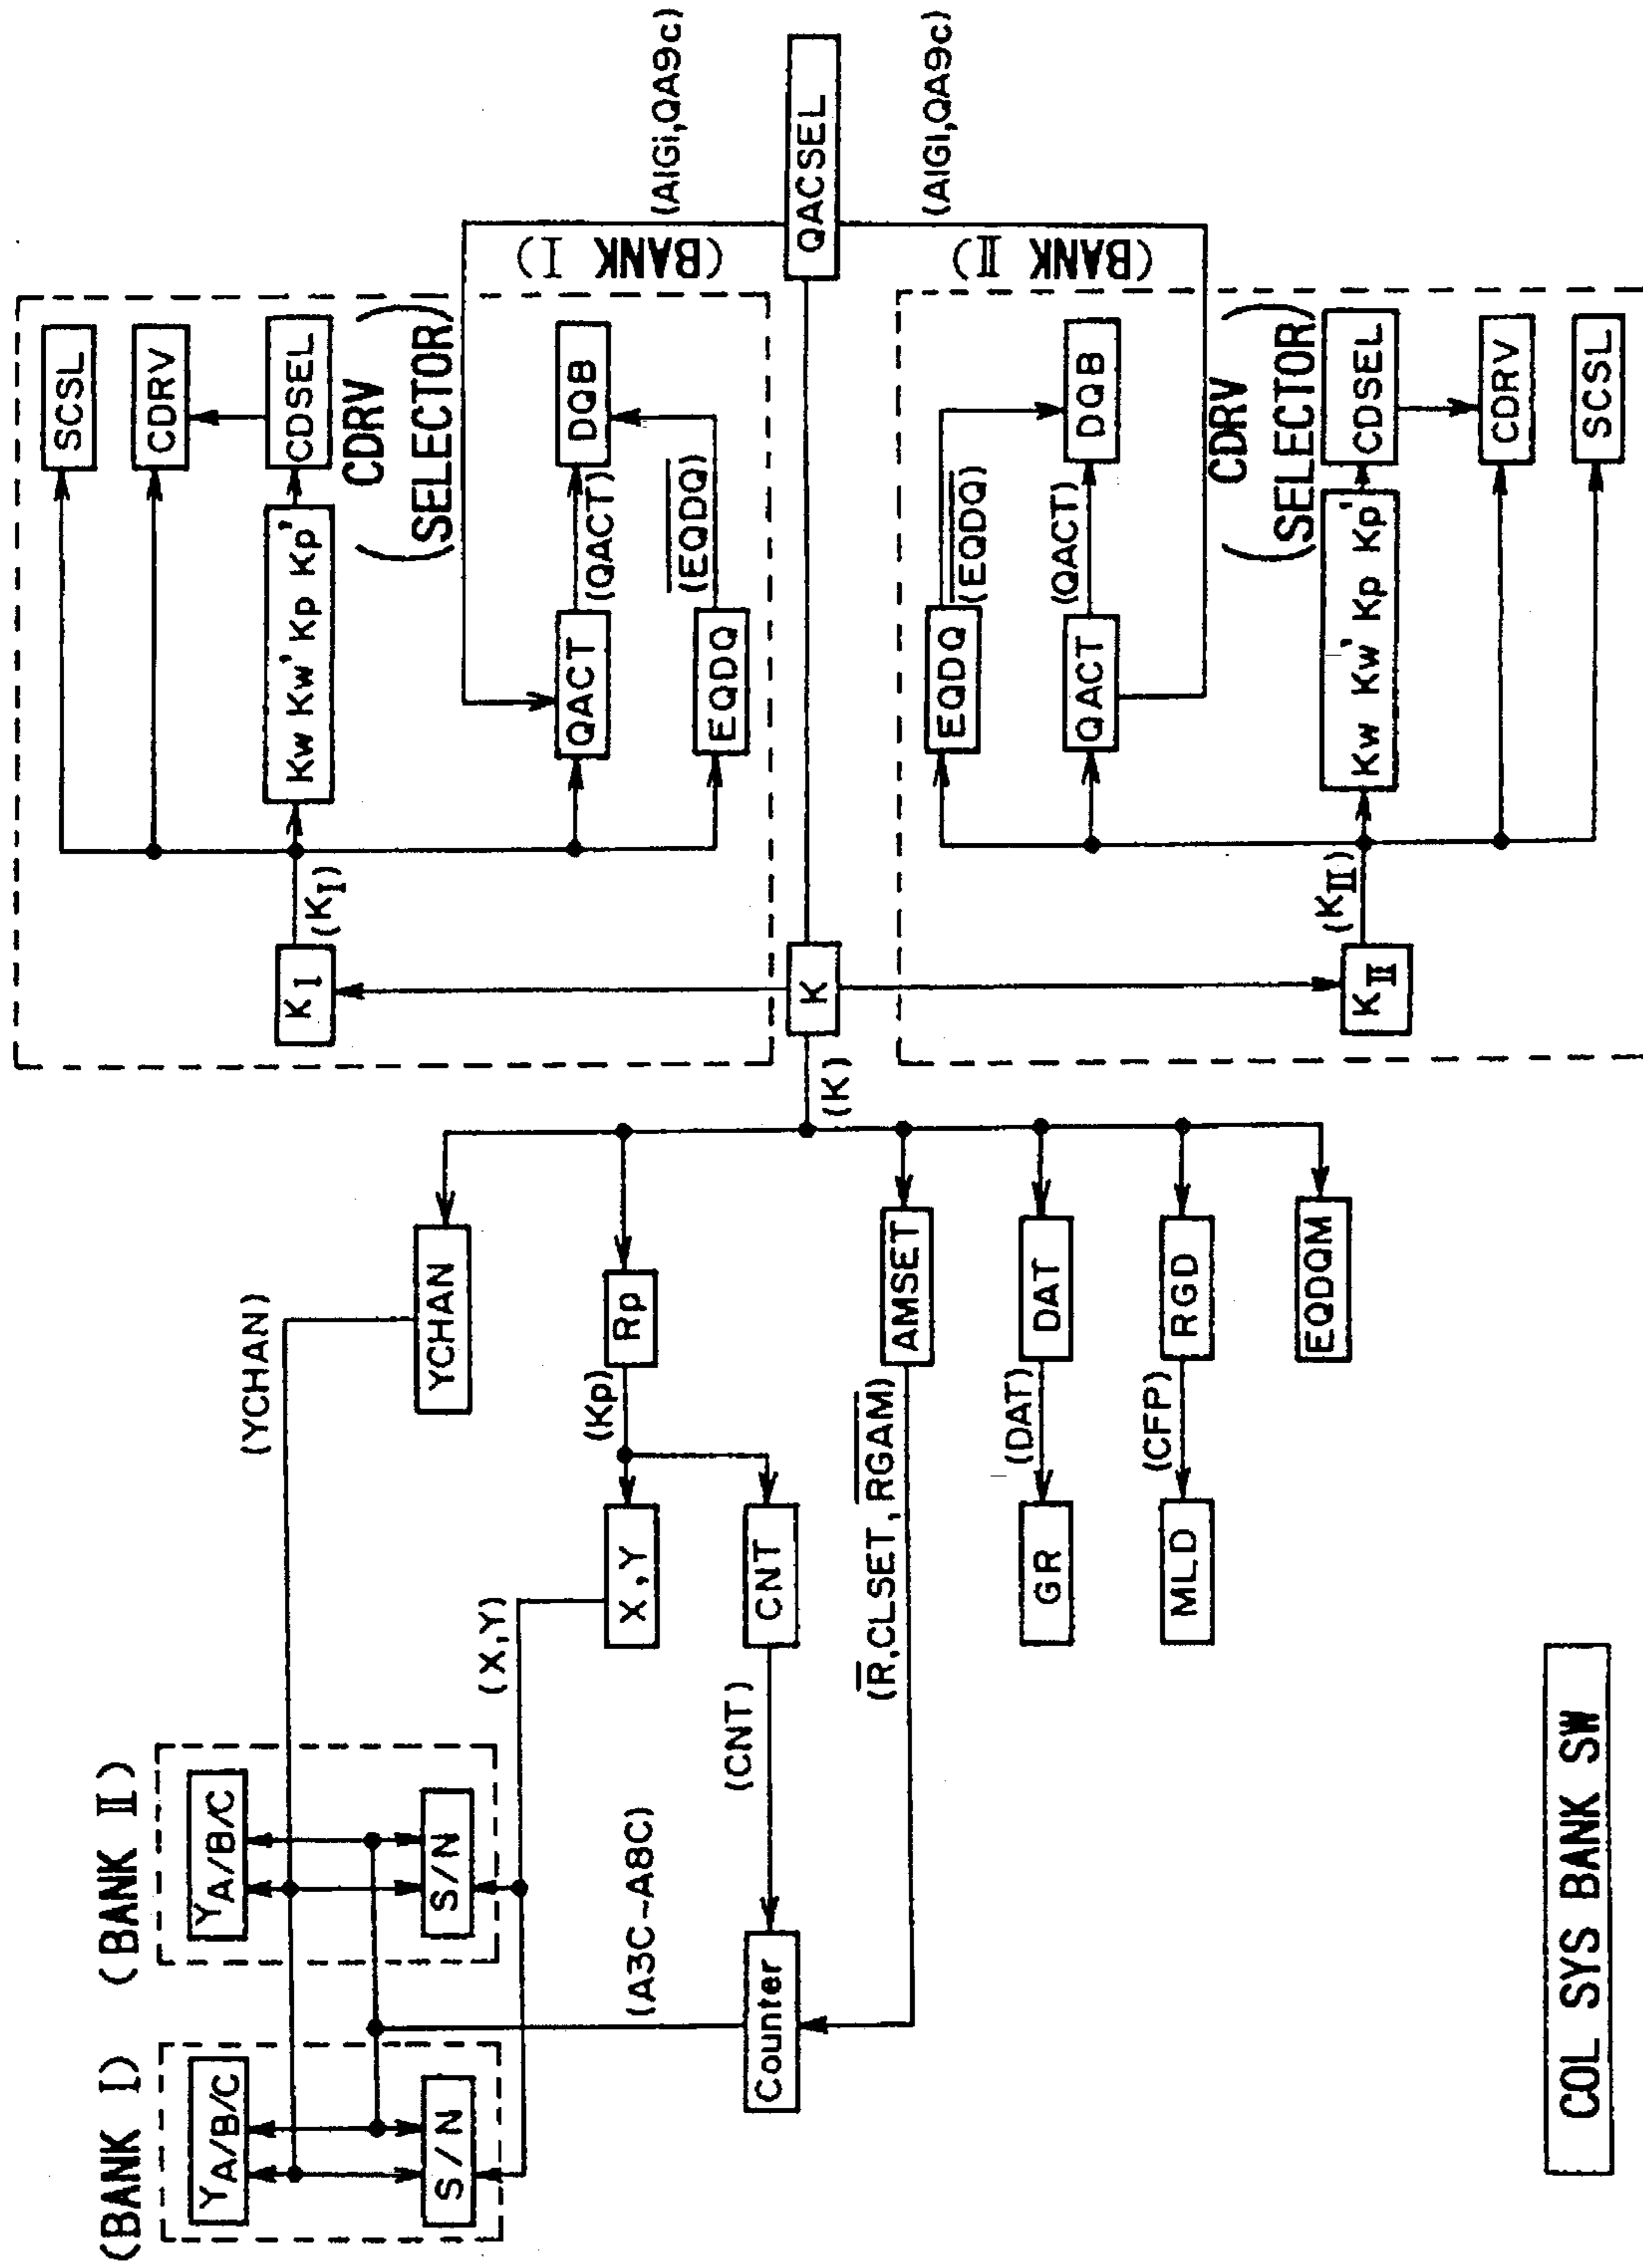 (BANK I)
(BANK II)
YA/B/C
S/N
YA/B/C
S/N
(YCHAN)
(X,Y)
(A3C-A8C)
Counter
(CNT)
(R̅,CLSET,R̅G̅A̅M̅)
YCHAN
Rp
(Kp)
X,Y
CNT
AMSET
DAT
(DAT)
GR
RGD
(CFP)
MLD
EQDQM
(K)
K
KI
(KI)
SCSL
CDRV
Kw Kw' Kp Kp'
CDSEL
CDRV
(SELECTOR)
QACT
(QACT)
DQB
EQDQ
(E̅Q̅D̅Q̅)
(BANK I)
(AIGi,QA9c)
QACSEL
(AIGi,QA9c)
(BANK II)
EQDQ
(E̅Q̅D̅Q̅)
QACT
(QACT)
DQB
CDRV
(SELECTOR)
KII
(KII)
Kw Kw' Kp Kp'
CDSEL
CDRV
SCSL
COL SYS BANK SW